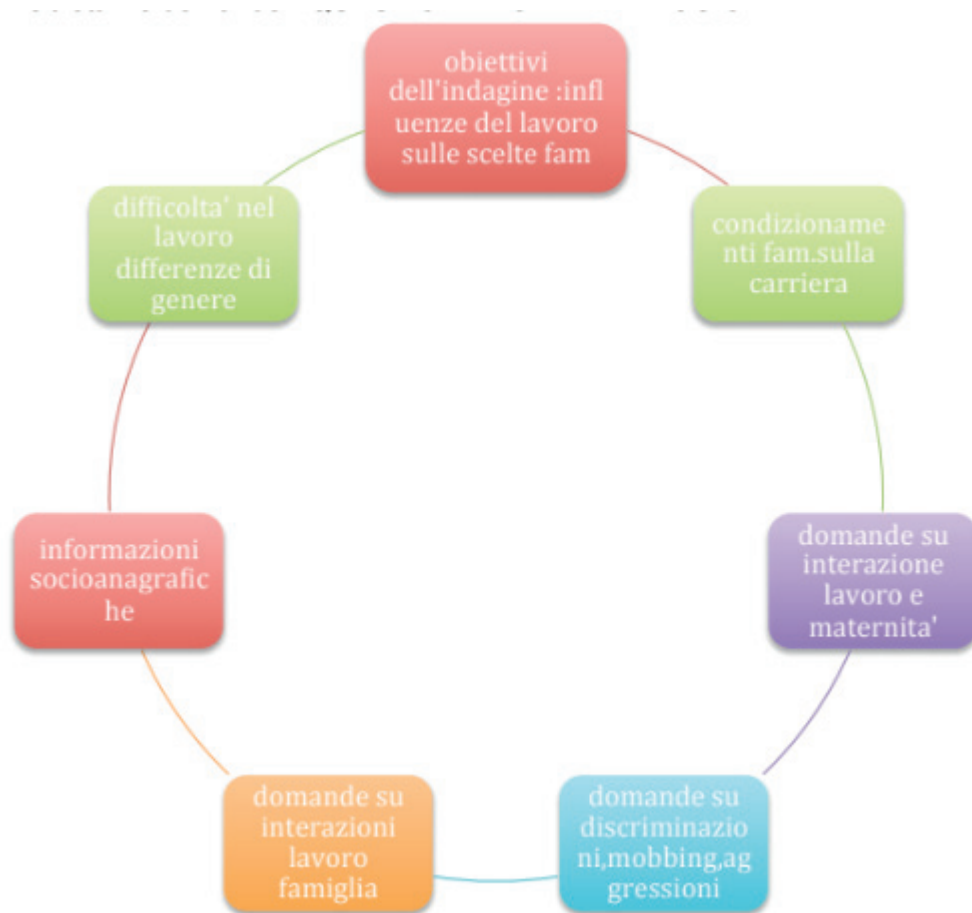 obiettivi
dell'indagine :infl
uenze del lavoro
sulle scelte fam
condizioname
nti fam.sulla
carriera
domande su
interazione
lavoro e
maternita'
domande su
discriminazio
ni,mobbing,ag
gressioni
domande su
interazioni
lavoro
famiglia
informazioni
socioanagrafic
he
difficolta' nel
lavoro
differenze di
genere